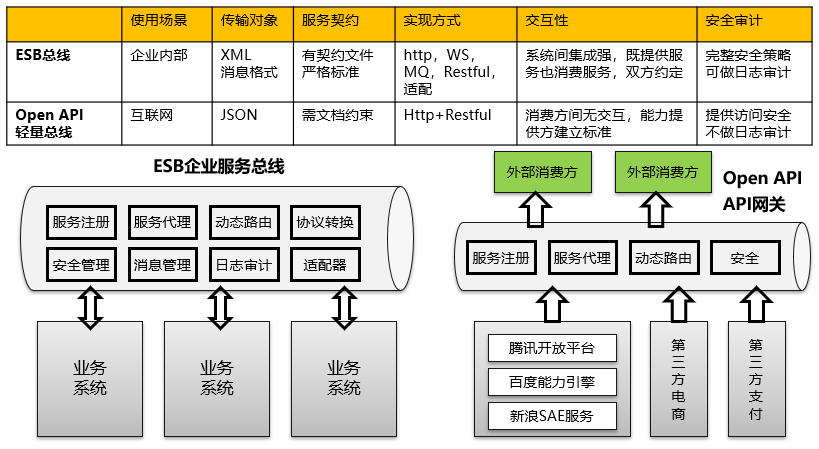 使用场景 传输对象 服务契约 实现方式 交互性 安全审计
ESB总线 企业内部 XML 消息格式 有契约文件 严格标准 http，WS， MQ，Restful， 适配 系统间集成强，既提供服 务也消费服务，双方约定 完整安全策略 可做日志审计
Open API 轻量总线 互联网 JSON 需文档约束 Http+Restful 消费方间无交互，能力提 供方建立标准 提供访问安全 不做日志审计
ESB企业服务总线
服务注册 服务代理 动态路由 协议转换
安全管理 消息管理 日志审计 适配器
业务 系统
业务 系统
业务 系统
外部消费方 外部消费方
Open API
API网关
服务注册 服务代理 动态路由 安全
腾讯开放平台
百度能力引擎
新浪SAE服务
第三方电商
第三方支付